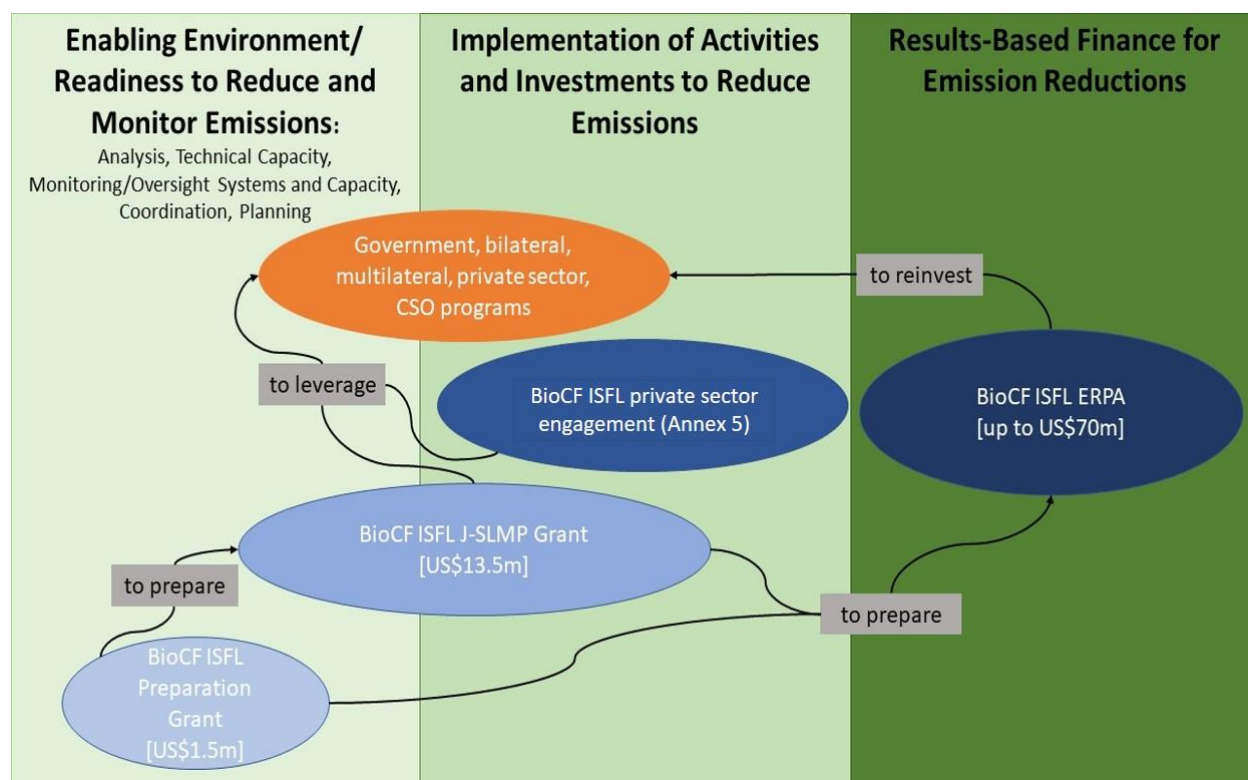 Enabling Environment/
Readiness to Reduce and
Monitor Emissions:
Analysis, Technical Capacity,
Monitoring/Oversight Systems and Capacity,
Coordination, Planning
Implementation of Activities
and Investments to Reduce
Emissions
Results-Based Finance for
Emission Reductions
Government, bilateral,
multilateral, private sector,
CSO programs
to reinvest
to leverage
BioCF ISFL private sector
engagement (Annex 5)
BioCF ISFL ERPA
[up to US$70m]
BioCF ISFL J-SLMP Grant
[US$13.5m]
to prepare
to prepare
BioCF ISFL
Preparation
Grant
[US$1.5m]